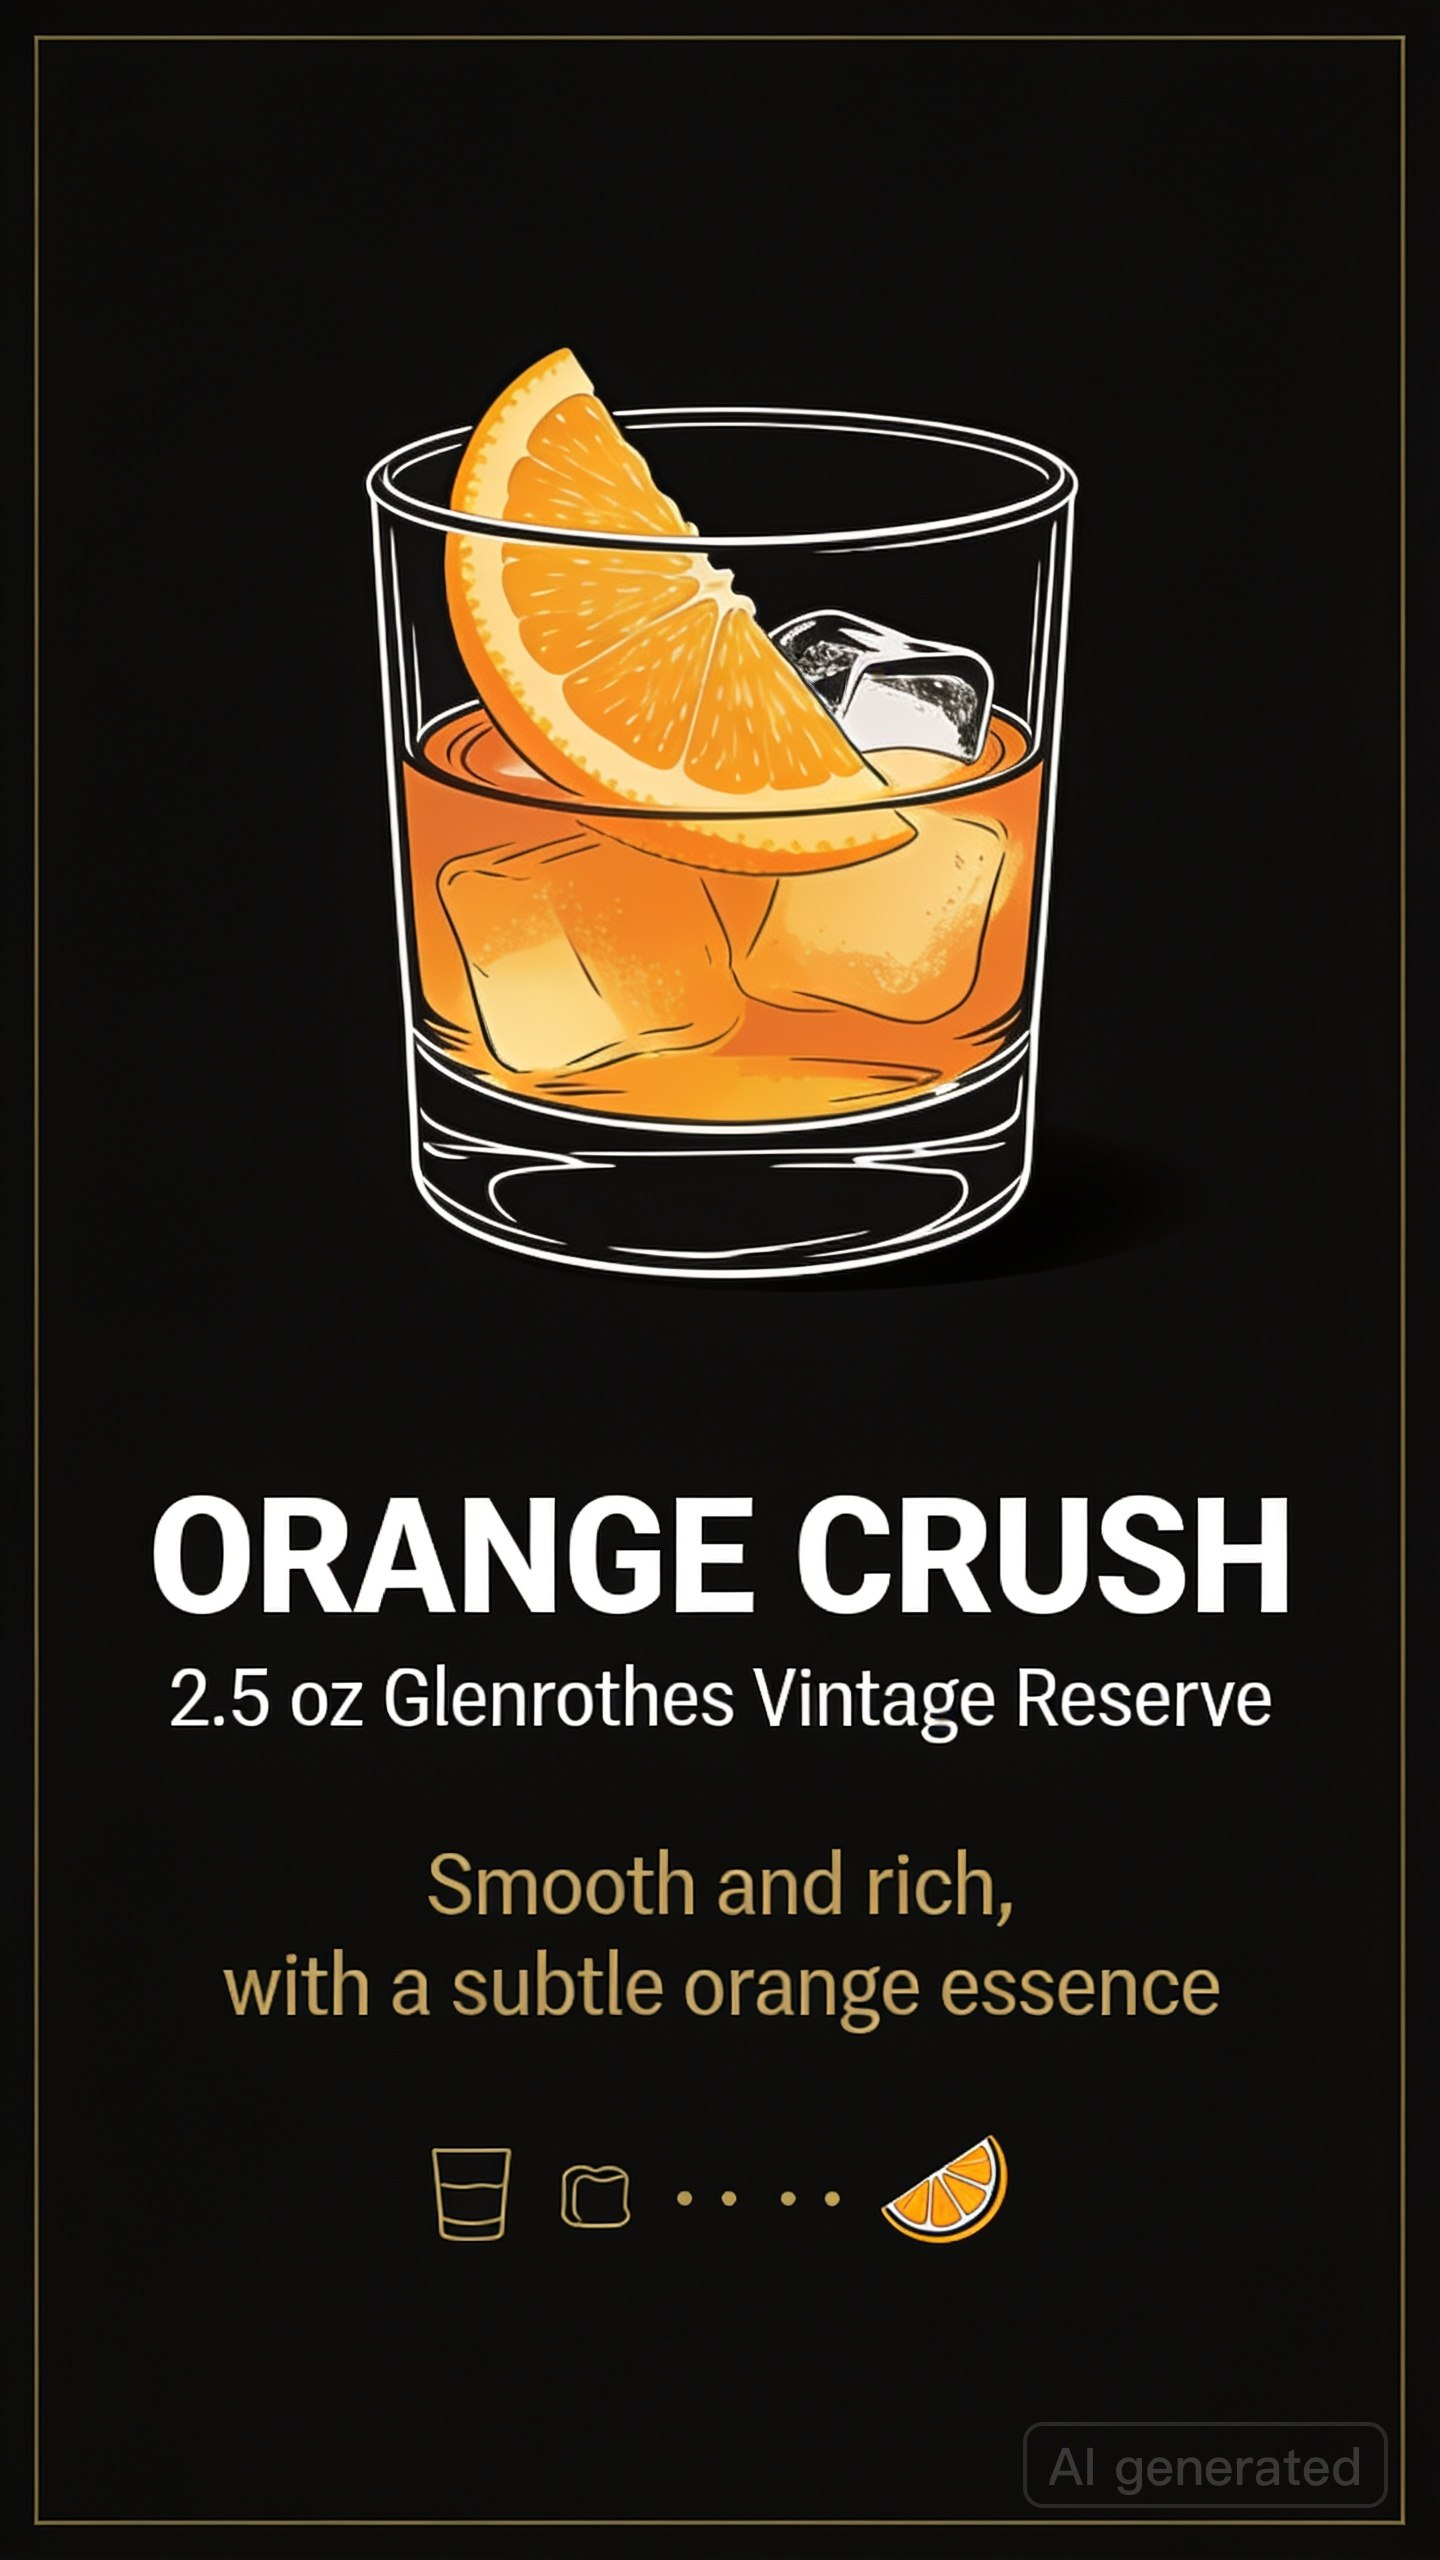 ORANGE CRUSH
2.5 oz Glenrothes Vintage Reserve
Smooth and rich,
with a subtle orange essence
AI generated